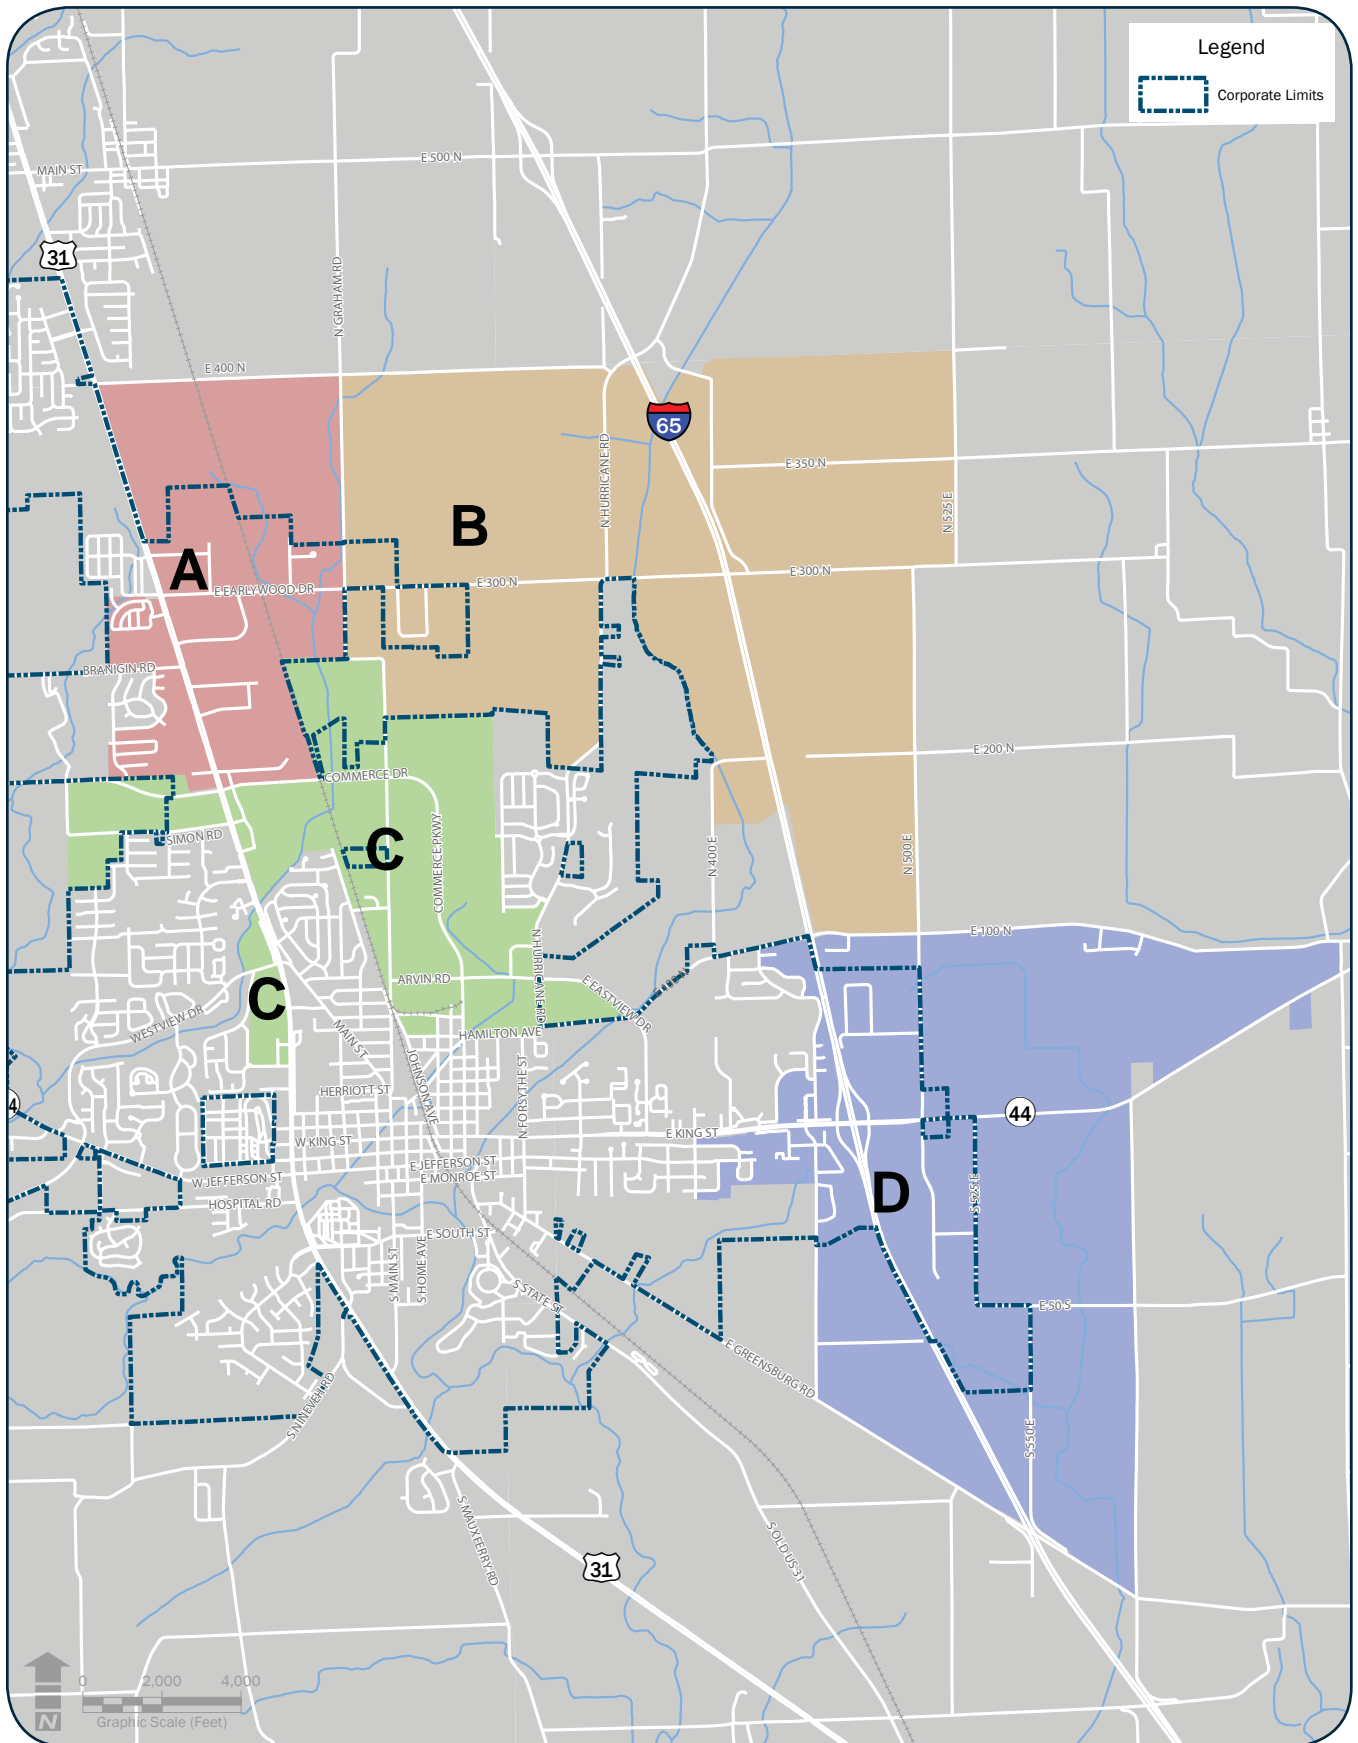 Legend
Corporate Limits
E 500 N
MAIN ST
31
N GRAHAM RD
E 400 N
65
N HURRICANE RD
E 350 N
N 525 E
B
A
E 300 N
E 300 N
E EARLYWOOD DR
BRANIGIN RD
E 200 N
COMMERCE DR
SIMON RD
C
COMMERCE PKWY
N 400 E
N 500 E
E 100 N
N HURRICANE RD
ARVIN RD
E EASTVIEW DR
C
WESTVIEW DR
MAIN ST
HAMILTON AVE
JOHNSON AVE
HERRIOTT ST
N FORSYTHE ST
4
44
W KING ST
E KING ST
E JEFFERSON ST
W JEFFERSON ST
E MONROE ST
D
S 525 E
HOSPITAL RD
E SOUTH ST
S MAIN ST
S HOME AVE
S STATE ST
E 50 S
E GREENSBURG RD
S NINEVEH RD
S 550 E
S MAUXFERRY RD
S OLD US 31
31
0 2,000 4,000
Graphic Scale (Feet)
N